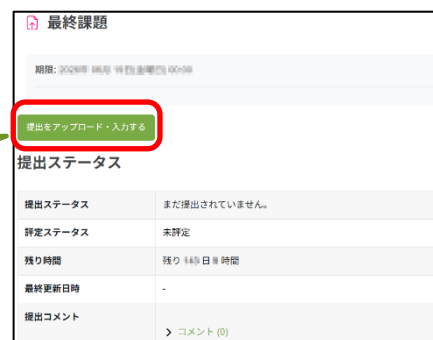 最終課題
期限:
提出をアップロード・入力する
提出ステータス
提出ステータス まだ提出されていません。
評定ステータス 未評定
残り時間 残り 日 時間
最終更新日時 -
提出コメント
コメント (0)